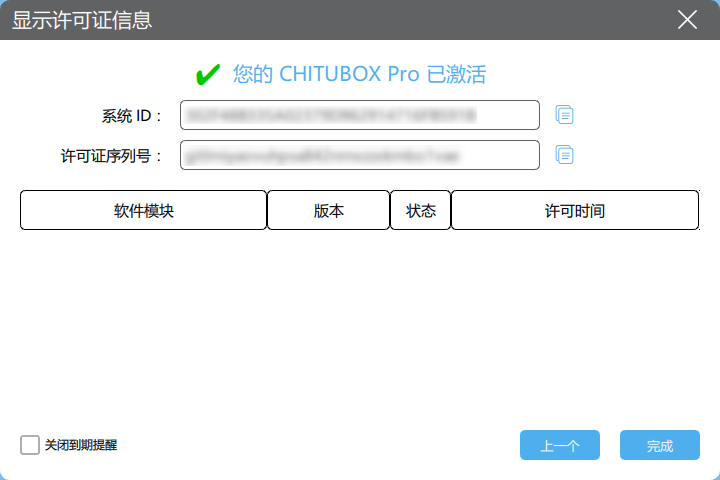 显示许可证信息
您的 CHITUBOX Pro 已激活
系统 ID：
许可证序列号：
软件模块 版本 状态 许可时间
关闭到期提醒 上一个 完成